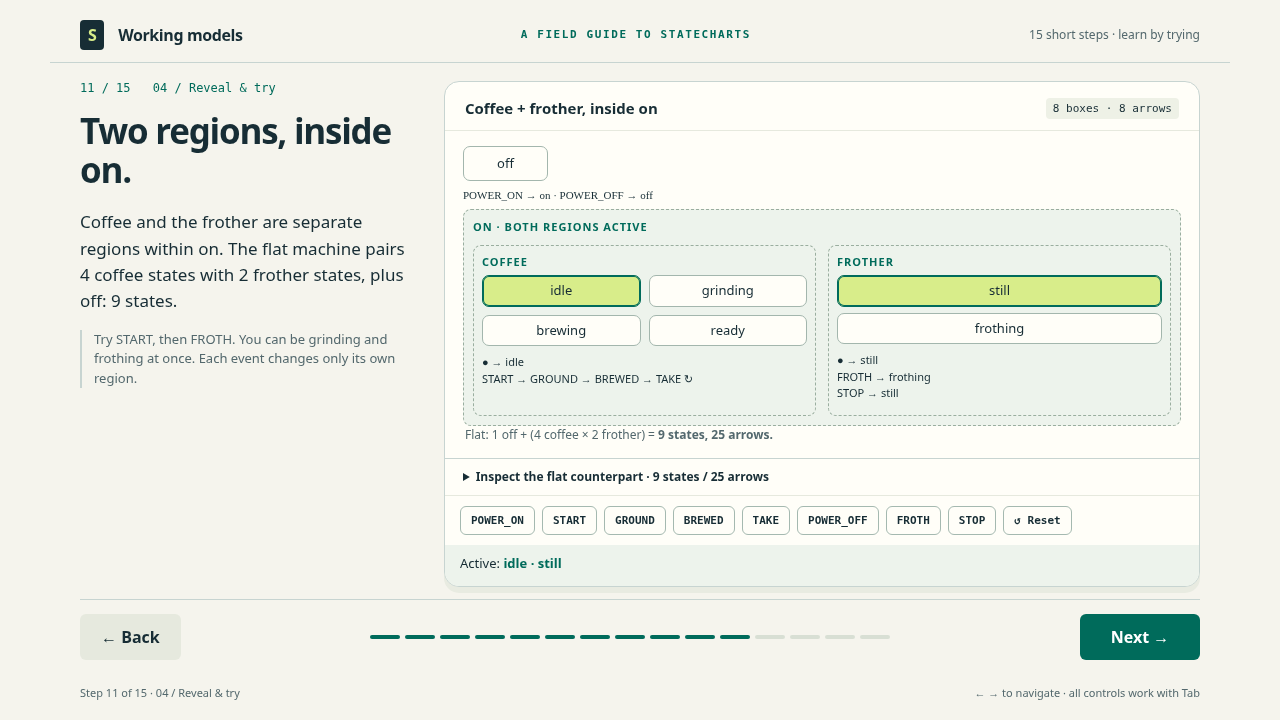 S Working models
A FIELD GUIDE TO STATECHARTS
15 short steps · learn by trying
11 / 15 04 / Reveal & try
Two regions, inside
on.
Coffee and the frother are separate
regions within on. The flat machine pairs
4 coffee states with 2 frother states, plus
off: 9 states.
Try START, then FROTH. You can be grinding and
frothing at once. Each event changes only its own
region.
Coffee + frother, inside on
8 boxes · 8 arrows
off
POWER_ON → on · POWER_OFF → off
ON · BOTH REGIONS ACTIVE
COFFEE
idle
grinding
brewing
ready
● → idle
START → GROUND → BREWED → TAKE ↻
FROTHER
still
frothing
● → still
FROTH → frothing
STOP → still
Flat: 1 off + (4 coffee × 2 frother) = 9 states, 25 arrows.
▶ Inspect the flat counterpart · 9 states / 25 arrows
POWER_ON START GROUND BREWED TAKE POWER_OFF FROTH STOP ↺ Reset
Active: idle · still
← Back
Next →
Step 11 of 15 · 04 / Reveal & try
← → to navigate · all controls work with Tab